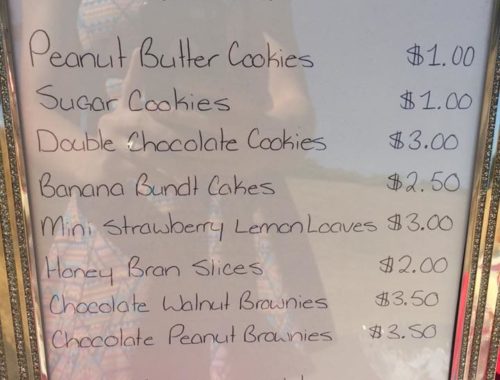 Peanut Butter Cookies $1.00
Sugar Cookies $1.00
Double Chocolate Cookies $3.00
Banana Bundt Cakes $2.50
Mini Strawberry Lemon Loaves $3.00
Honey Bran Slices $2.00
Chocolate Walnut Brownies $3.50
Chocolate Peanut Brownies $3.50